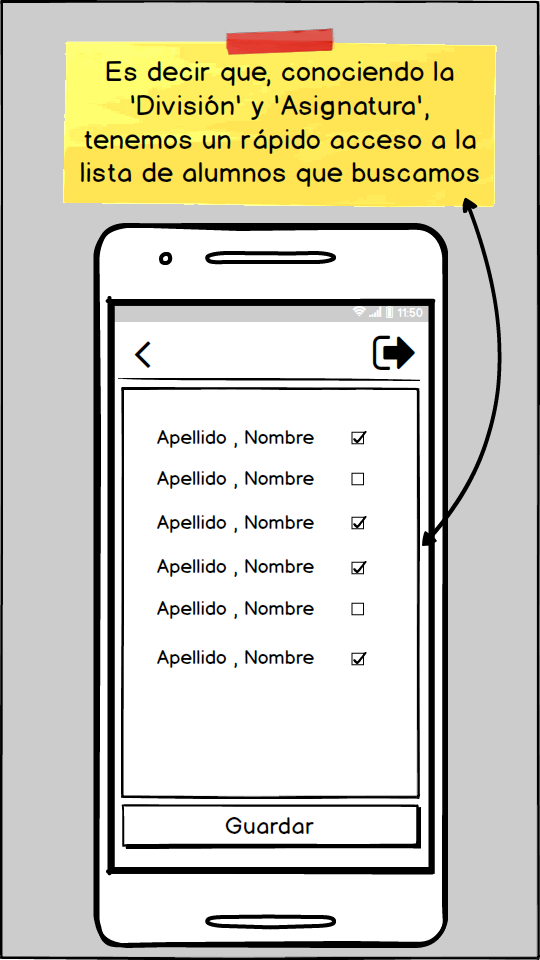 Es decir que, conociendo la
'División' y 'Asignatura',
tenemos un rápido acceso a la
lista de alumnos que buscamos
11:50
Apellido , Nombre
Apellido , Nombre
Apellido , Nombre
Apellido , Nombre
Apellido , Nombre
Apellido , Nombre
Guardar